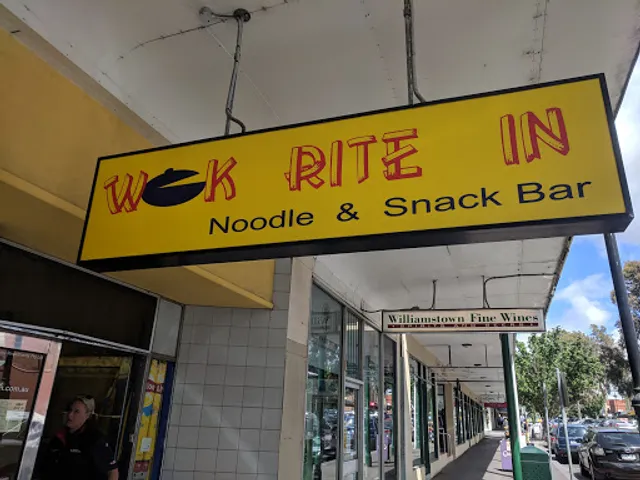 WOK RITE IN
Noodle & Snack Bar
Williamstown Fine Wines